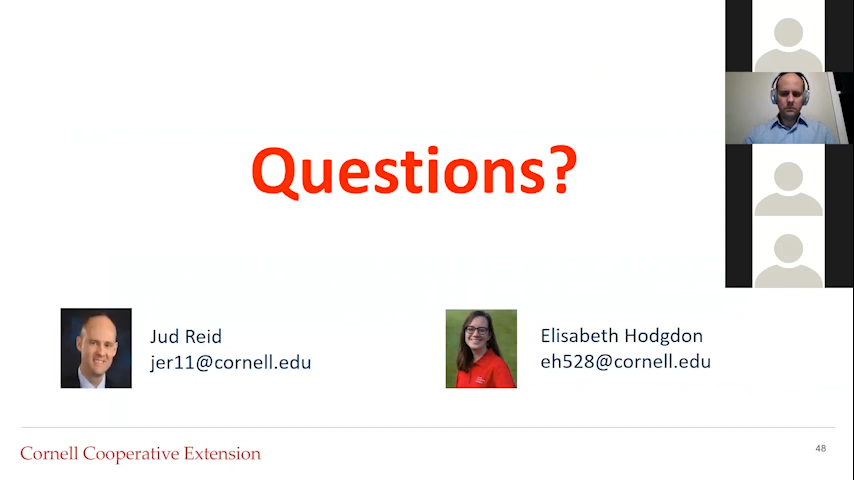 Questions?
Jud Reid
jer11@cornell.edu
Elisabeth Hodgdon
eh528@cornell.edu
Cornell Cooperative Extension
48